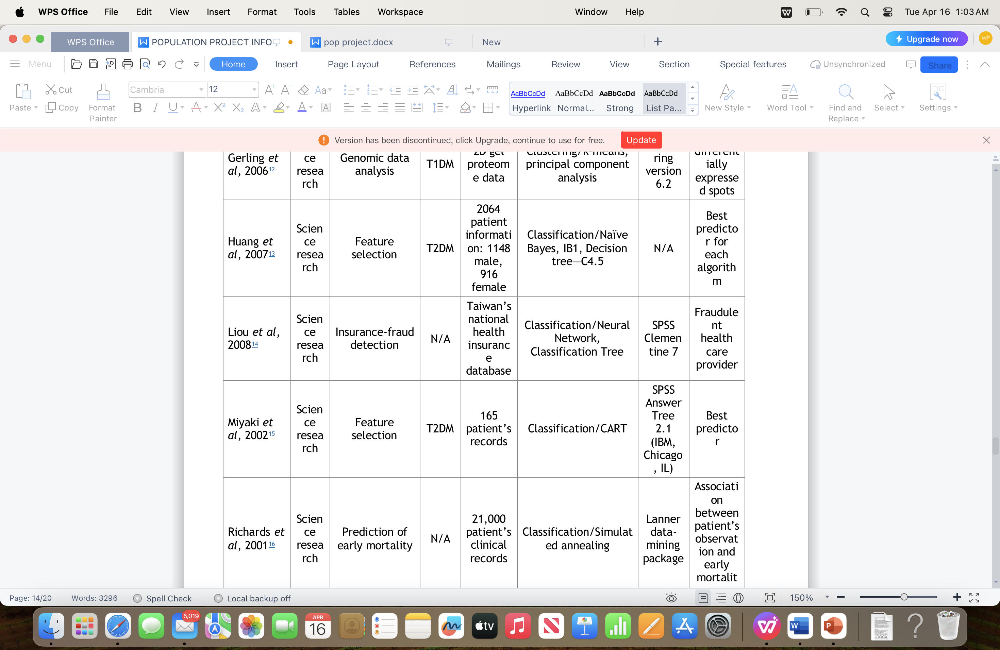 WPS Office File Edit View Insert Format Tools Tables Workspace Window Help Tue Apr 16 1:03 AM
WPS Office POPULATION PROJECT INFO pop project.docx New Upgrade now WP
Menu Home Insert Page Layout References Mailings Review View Section Special features Unsynchronized Share
Paste Cut Copy Format Painter Cambria 12
AaBbCcDd AaBbCcDd AaBbCcDd AaBbCcDd
Hyperlink Normal... Strong List Pa... New Style Word Tool Find and Replace Select Settings
Version has been discontinued, click Upgrade, continue to use for free. Update
Gerling et
al, 2006 12
ce
resea
rch
Genomic data
analysis
T1DM
2D gel
proteom
e data
Clustering/k-means,
principal component
analysis
ring
version
6.2
different
ially
expresse
d spots
Huang et
al, 2007 13
Scien
ce
resea
rch
Feature
selection
T2DM
2064
patient
informati
on: 1148
male,
916
female
Classification/Naïve
Bayes, IB1, Decision
tree—C4.5
N/A
Best
predicto
r for
each
algorith
m
Liou et al,
2008 14
Scien
ce
resea
rch
Insurance-fraud
detection
N/A
Taiwan’s
national
health
insuranc
e
database
Classification/Neural
Network,
Classification Tree
SPSS
Clemen
tine 7
Fraudule
nt
health
care
provider
Miyaki et
al, 2002 15
Scien
ce
resea
rch
Feature
selection
T2DM
165
patient’s
records
Classification/CART
SPSS
Answer
Tree
2.1
(IBM,
Chicago
, IL)
Best
predicto
r
Richards et
al, 2001 16
Scien
ce
resea
rch
Prediction of
early mortality
N/A
21,000
patient’s
clinical
records
Classification/Simulat
ed annealing
Lanner
data-
mining
package
Associati
on
between
patient’s
observat
ion and
early
mortalit
Page: 14/20 Words: 3296 Spell Check Local backup off 150%
5,019
APR
16
tv
W
P
DOCX